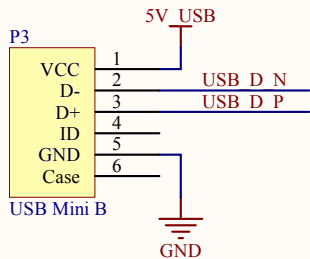 5V_USB
P3
VCC 1
D- 2 USB_D_N
D+ 3 USB_D_P
ID 4
GND 5
Case 6
USB Mini B
GND